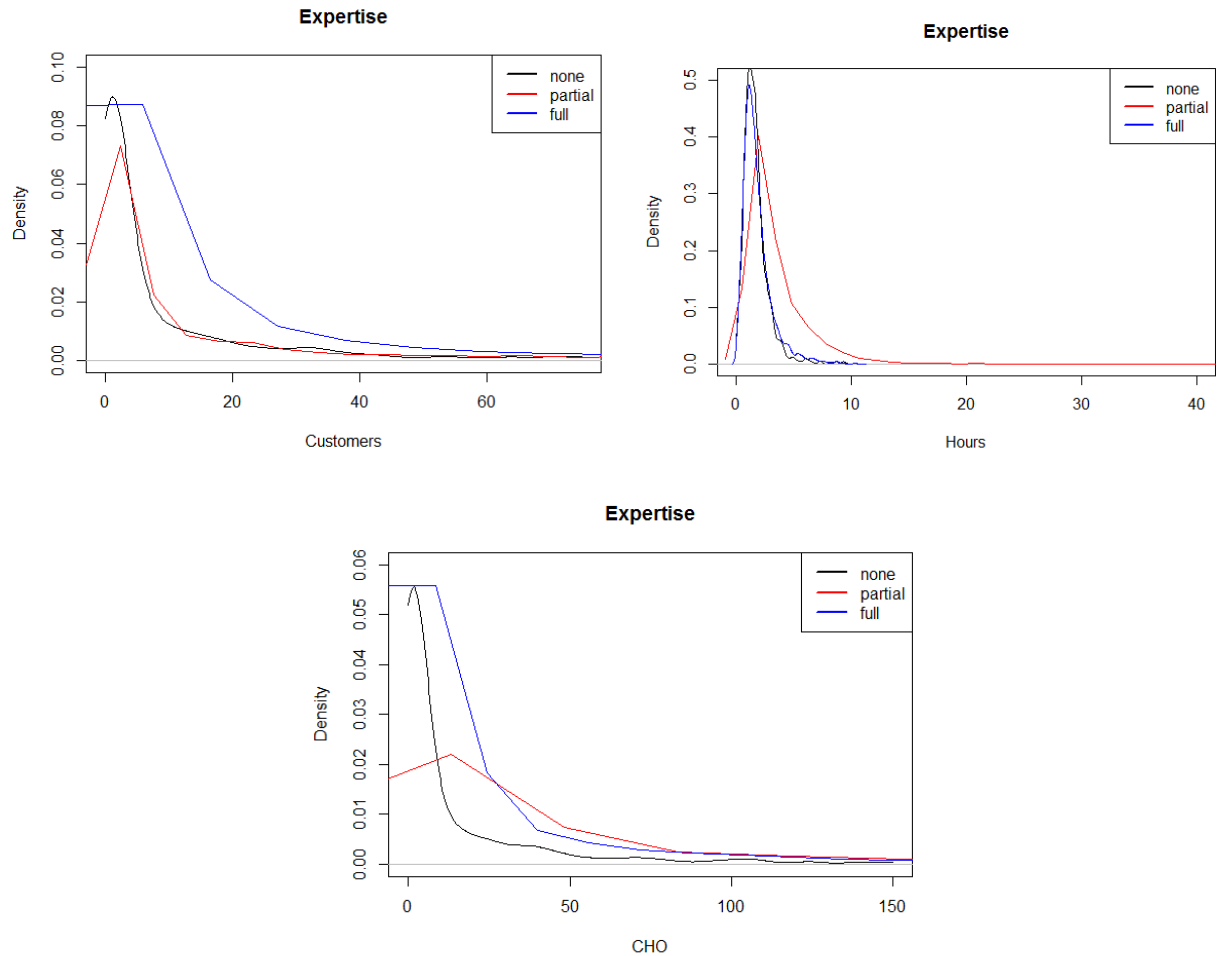 Expertise
none
partial
full
Density
0.00 0.02 0.04 0.06 0.08 0.10
0 20 40 60
Customers
Expertise
none
partial
full
Density
0.0 0.1 0.2 0.3 0.4 0.5
0 10 20 30 40
Hours
Expertise
none
partial
full
Density
0.00 0.01 0.02 0.03 0.04 0.05 0.06
0 50 100 150
CHO